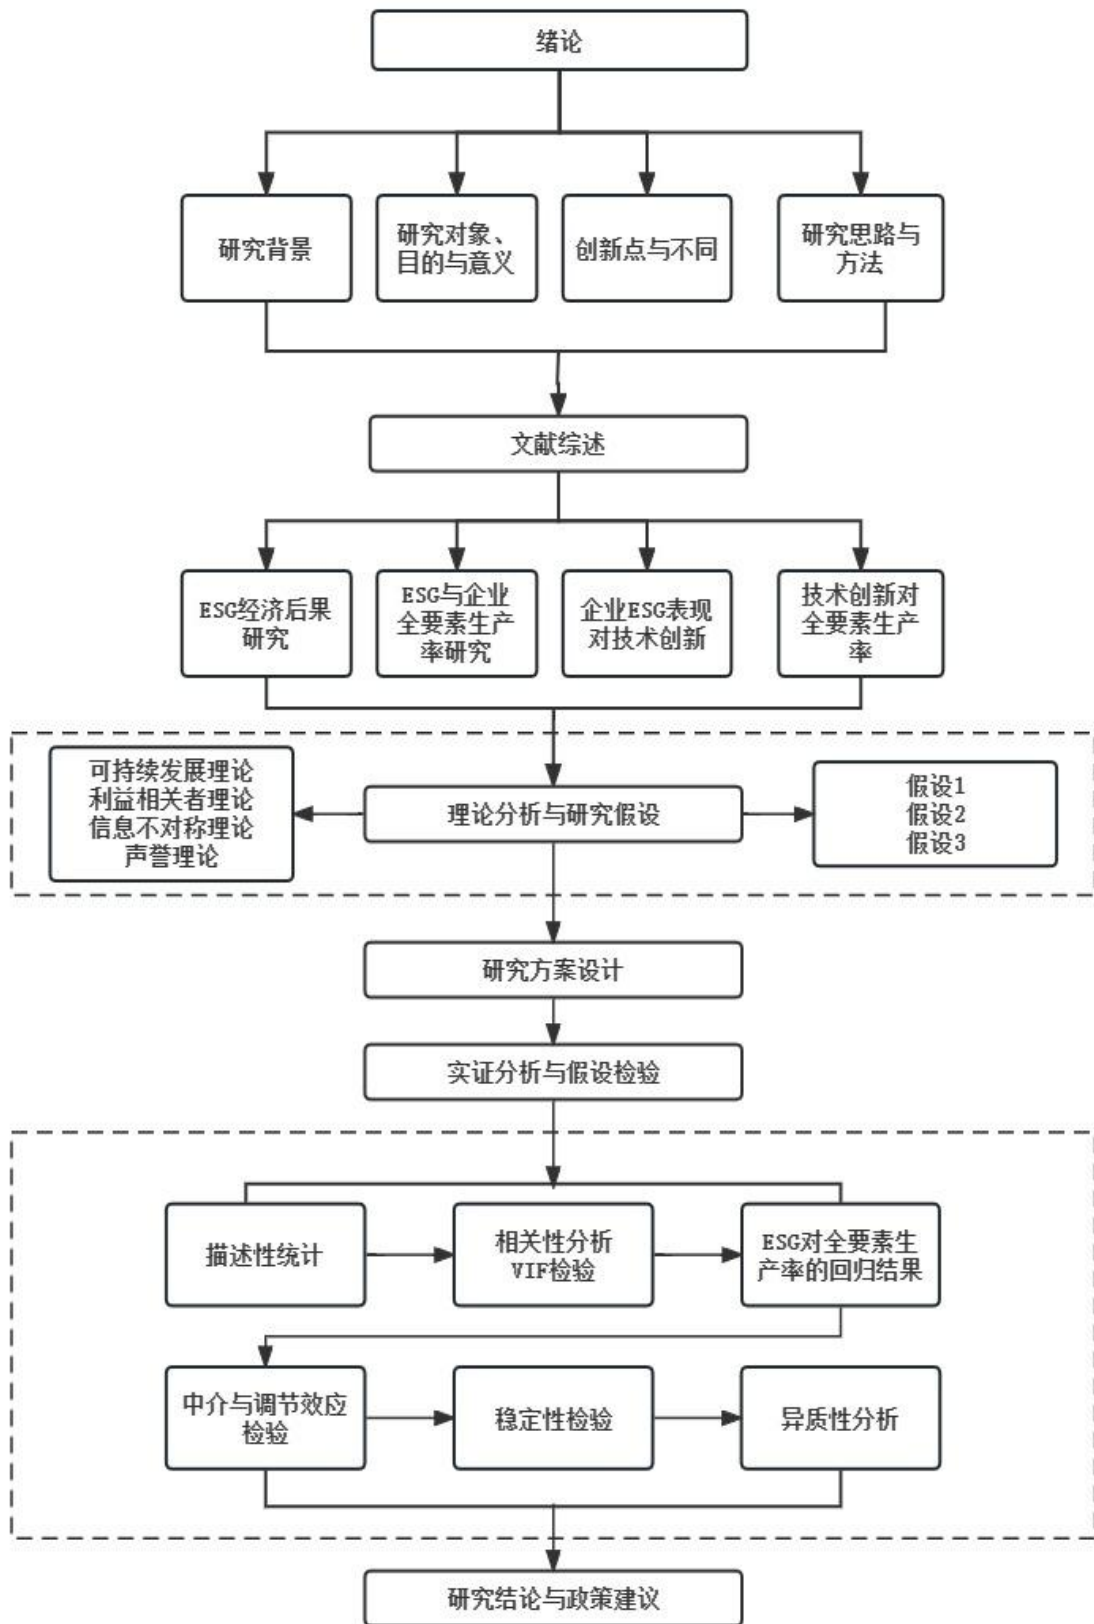 绪论
研究背景
研究对象、
目的与意义
创新点与不同
研究思路与
方法
文献综述
ESG经济后果
研究
ESG与企业
全要素生产
率研究
企业ESG表现
对技术创新
技术创新对
全要素生产
率
可持续发展理论
利益相关者理论
信息不对称理论
声誉理论
理论分析与研究假设
假设1
假设2
假设3
研究方案设计
实证分析与假设检验
描述性统计
相关性分析
VIF检验
ESG对全要素生
产率的回归结果
中介与调节效应
检验
稳定性检验
异质性分析
研究结论与政策建议